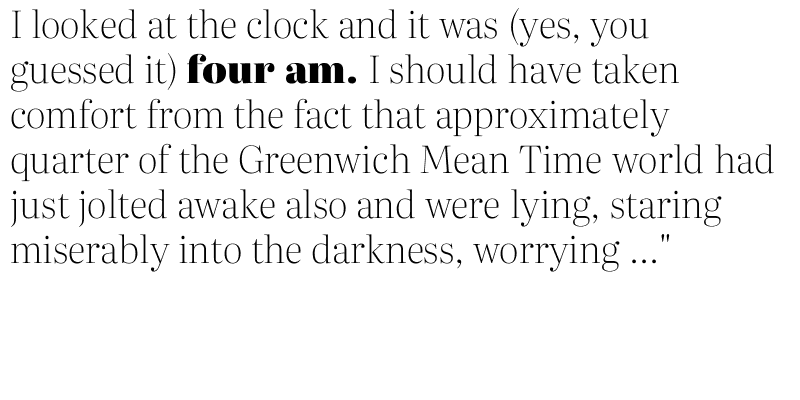 I looked at the clock and it was (yes, you
guessed it) four am. I should have taken
comfort from the fact that approximately
quarter of the Greenwich Mean Time world had
just jolted awake also and were lying, staring
miserably into the darkness, worrying ..."